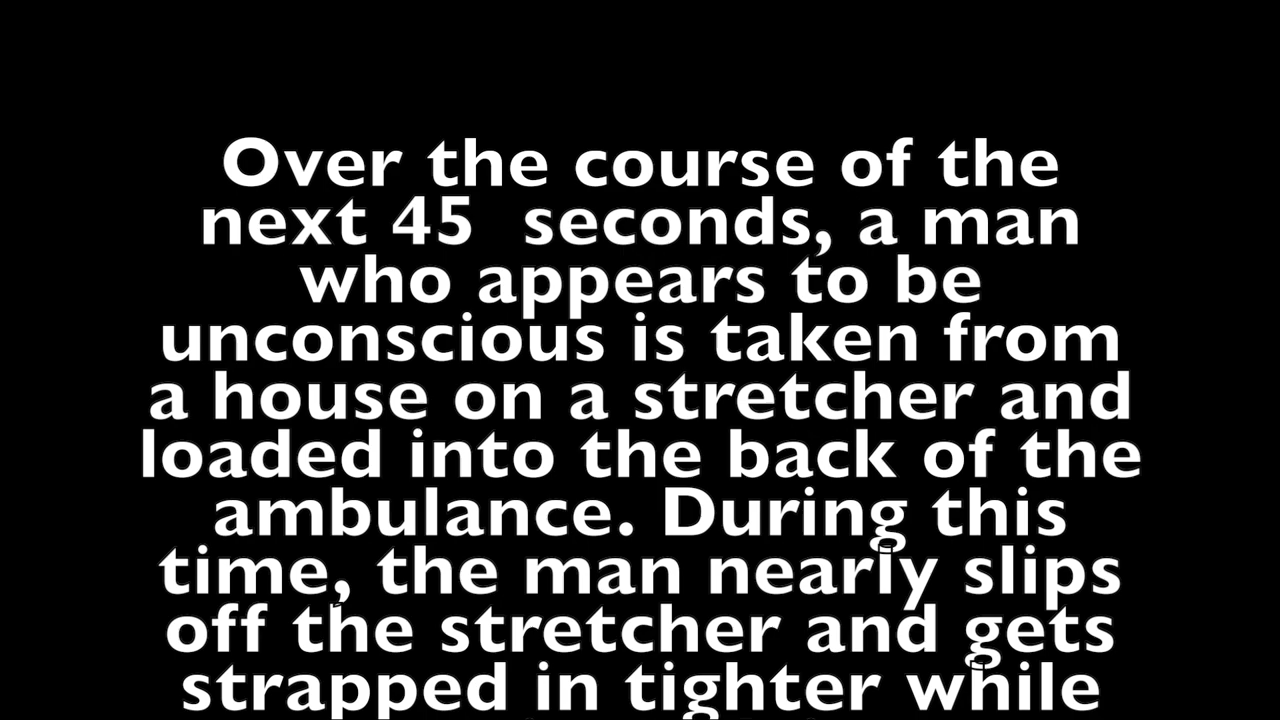 Over the course of the
next 45  seconds, a man
who appears to be
unconscious is taken from
a house on a stretcher and
loaded into the back of the
ambulance. During this
time, the man nearly slips
off the stretcher and gets
strapped in tighter while